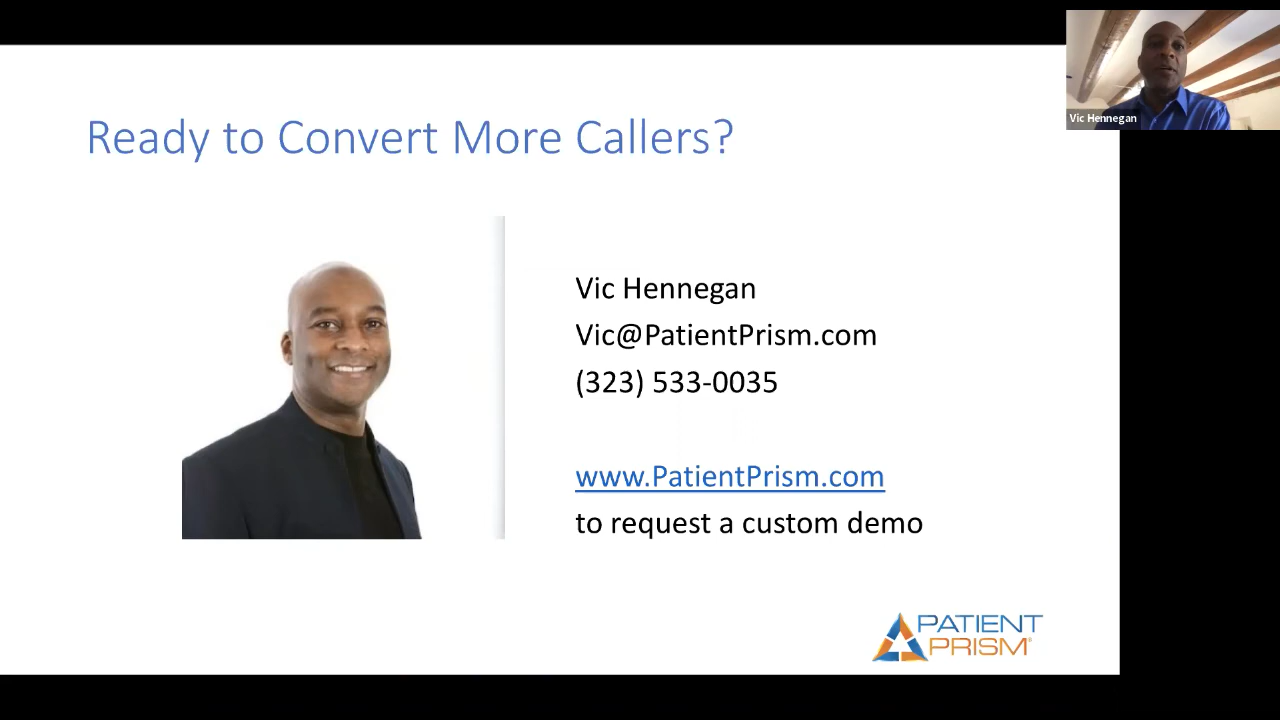 Ready to Convert More Callers?
Vic Hennegan
Vic Hennegan
Vic@PatientPrism.com
(323) 533-0035
www.PatientPrism.com
to request a custom demo
PATIENT
PRISM®